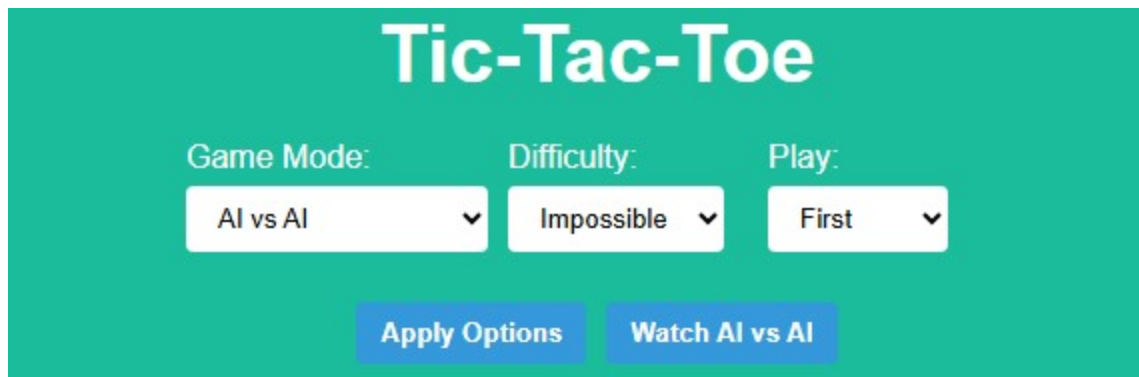 Tic-Tac-Toe
Game Mode: Difficulty: Play:
AI vs AI Impossible First
Apply Options Watch AI vs AI